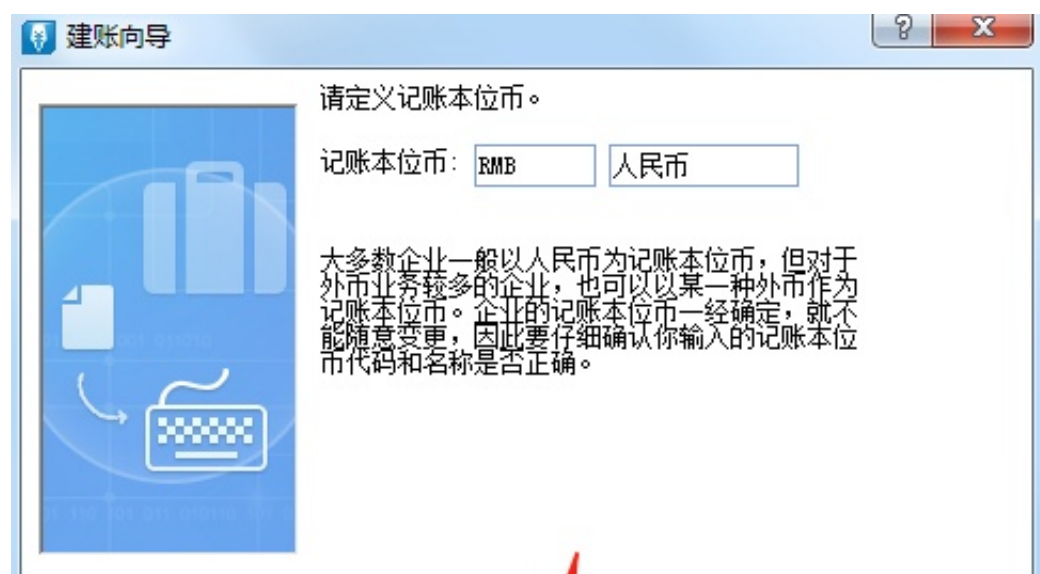 建账向导
请定义记账本位币。
记账本位币: RMB 人民币
大多数企业一般以人民币为记账本位币，但对于
外币业务较多的企业，也可以以某一种外币作为
记账本位币。企业的记账本位币一经确定，就不
能随意变更，因此要仔细确认你输入的记账本位
币代码和名称是否正确。